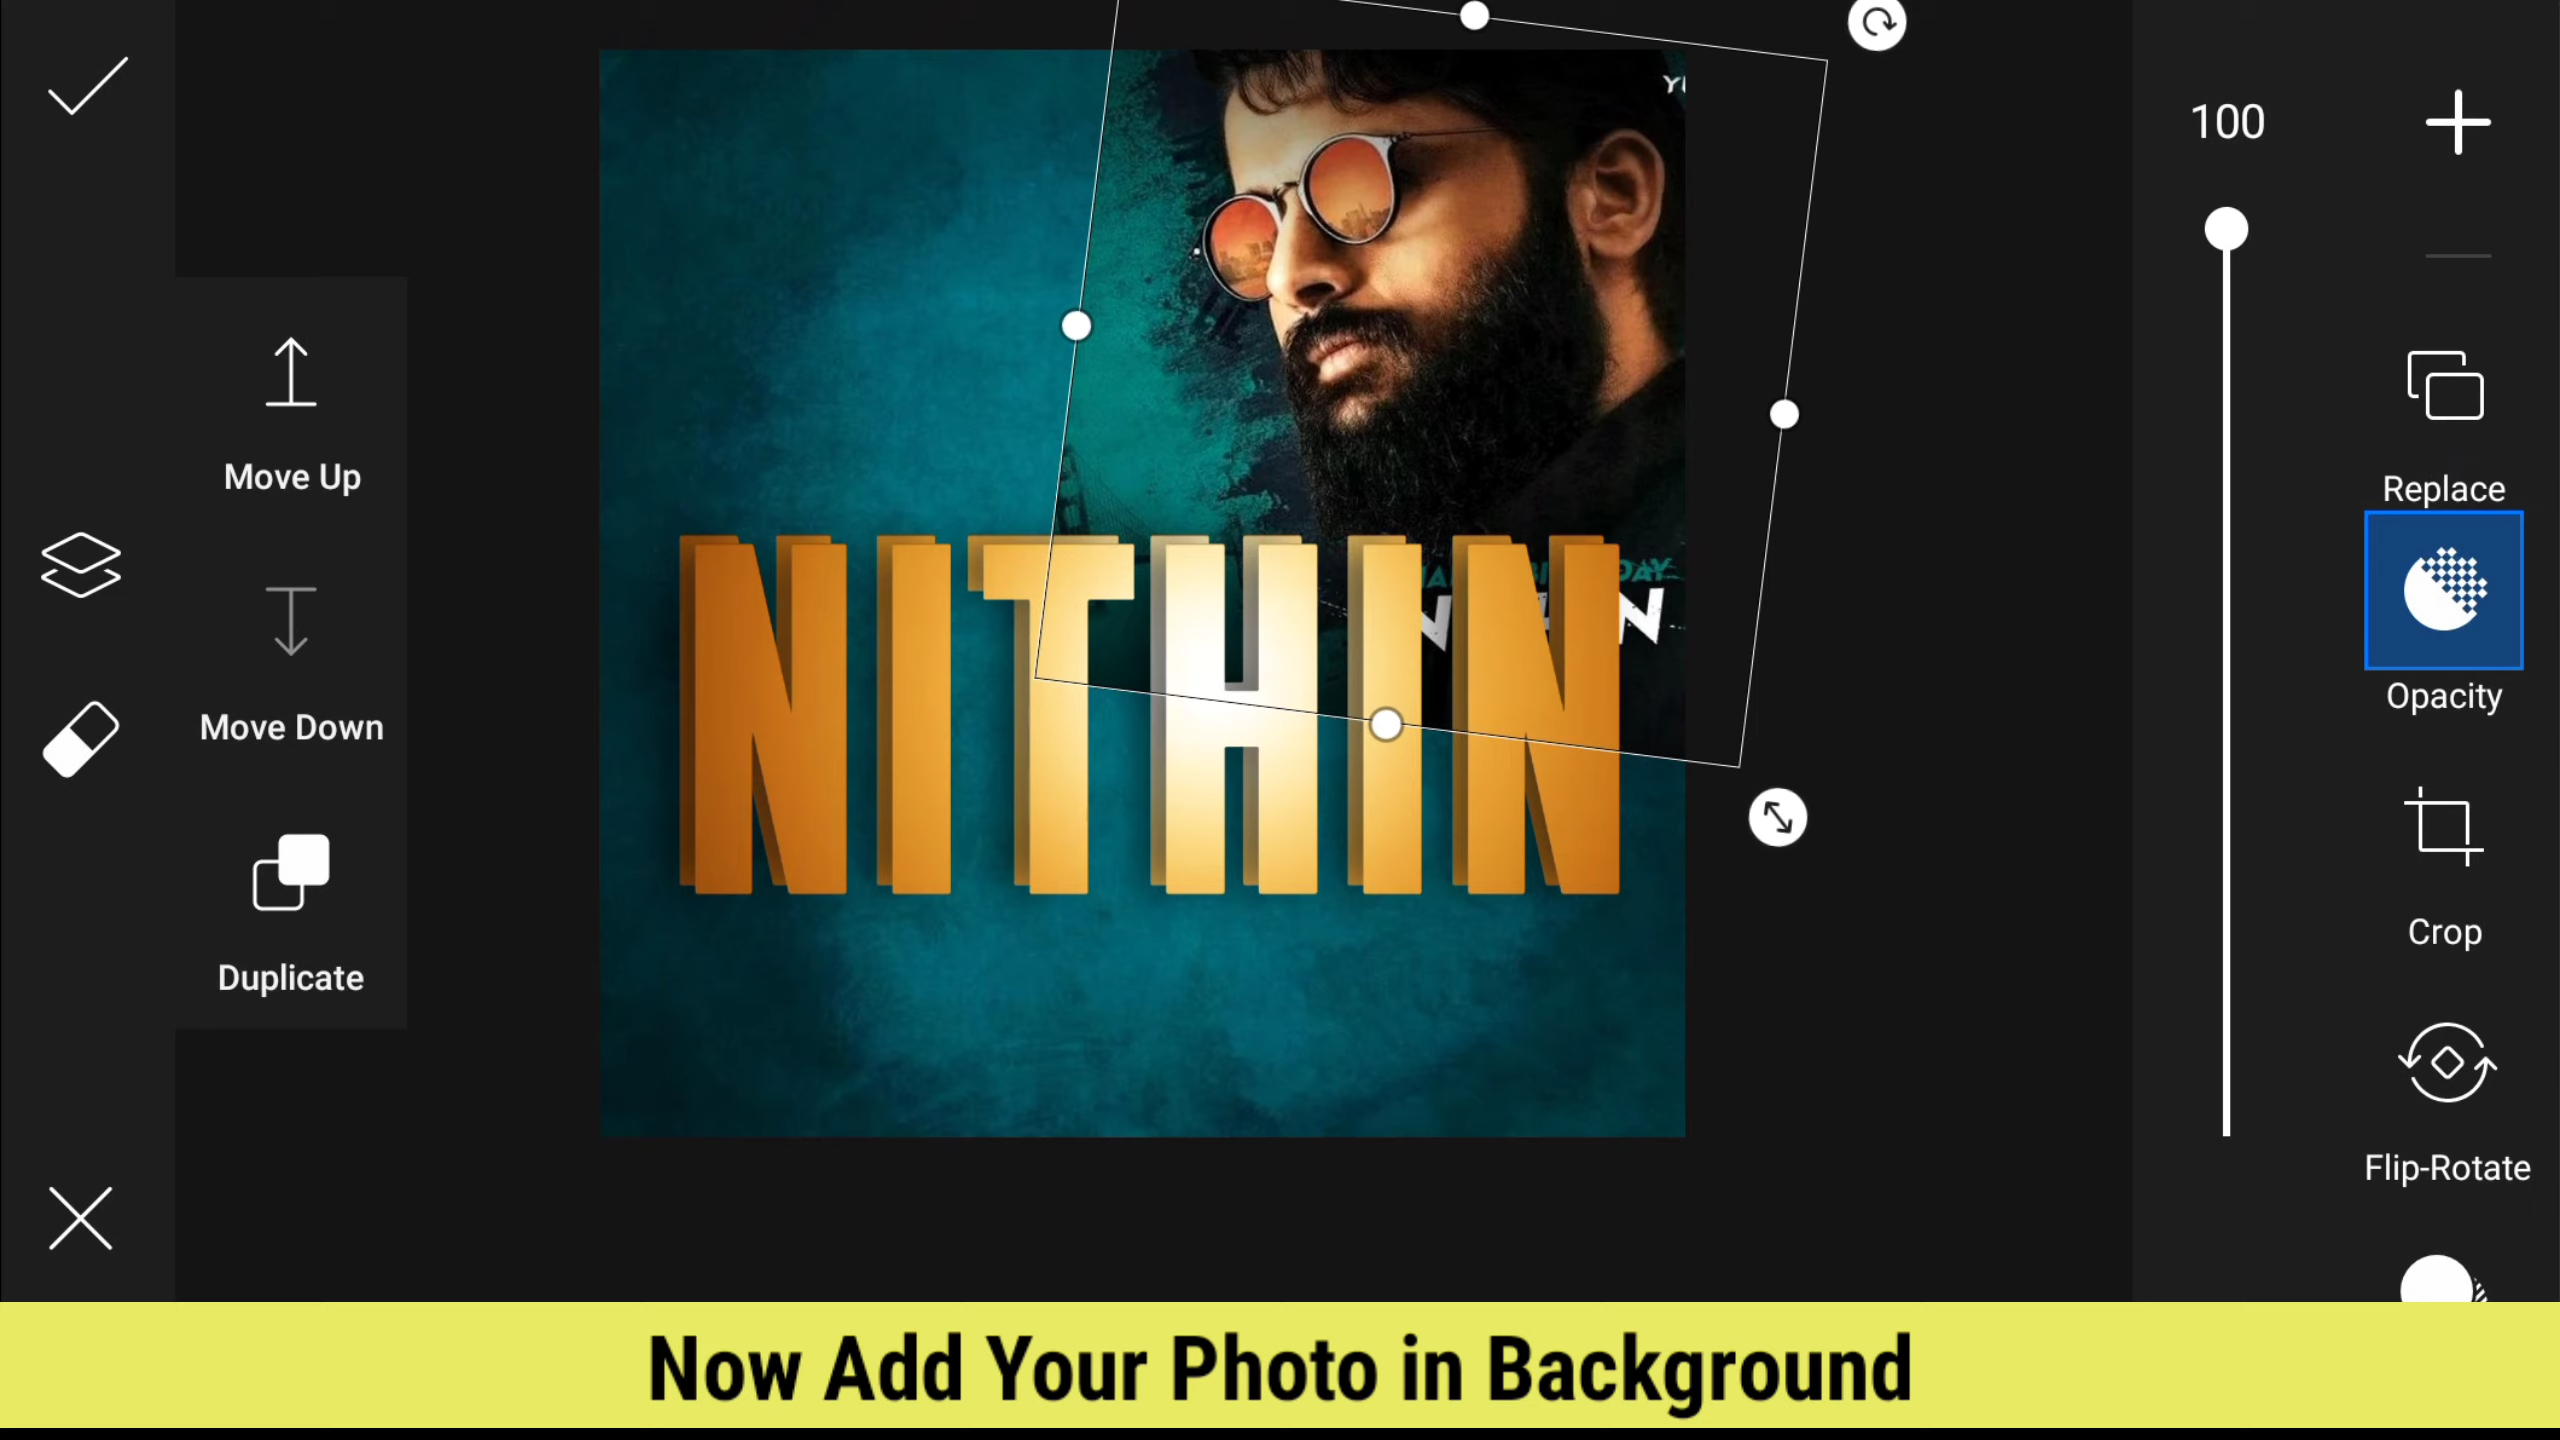 100
Move Up
Replace
Move Down
Opacity
NITHIN
Duplicate
Crop
Flip-Rotate
Now Add Your Photo in Background